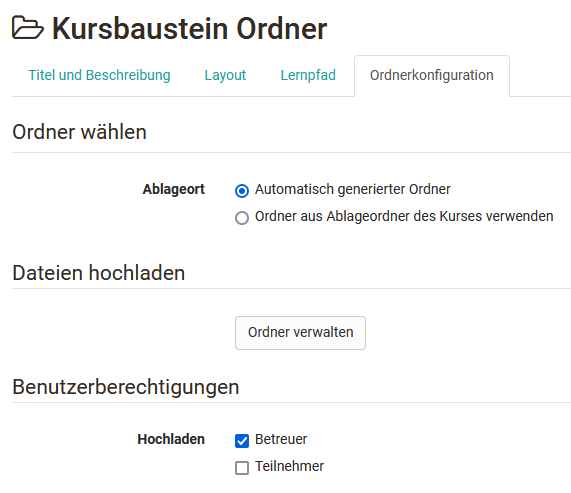 Kursbaustein Ordner
Titel und Beschreibung Layout Lernpfad Ordnerkonfiguration
Ordner wählen
Ablageort Automatisch generierter Ordner
Ordner aus Ablageordner des Kurses verwenden
Dateien hochladen
Ordner verwalten
Benutzerberechtigungen
Hochladen Betreuer
Teilnehmer